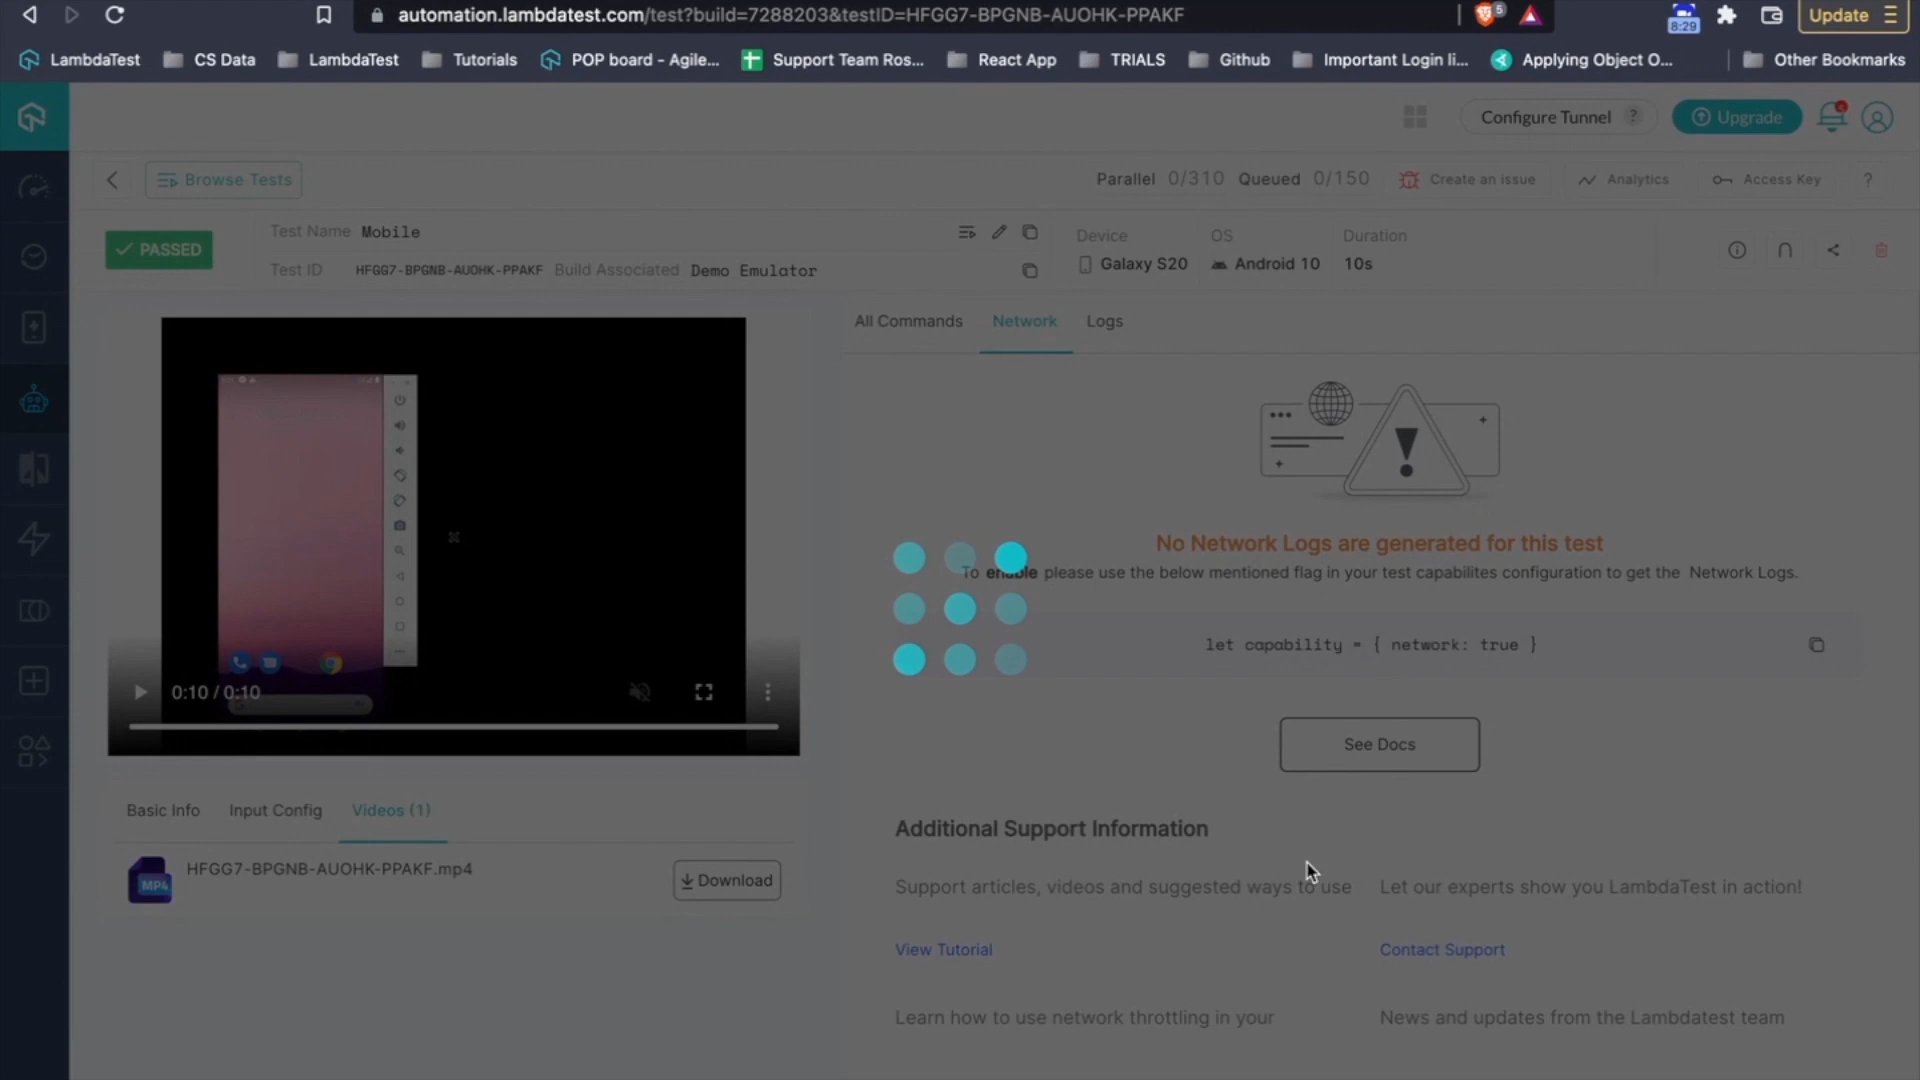 automation.lambdatest.com/test?build=7288203&testID=HFGG7-BPGNB-AUOHK-PPAKF
5
8:29
Update
LambdaTest
CS Data
LambdaTest
Tutorials
POP board - Agile...
Support Team Ros...
React App
TRIALS
Github
Important Login li...
Applying Object O...
Other Bookmarks
Configure Tunnel ?
Upgrade
Browse Tests
Parallel 0/310 Queued 0/150
Create an issue
Analytics
Access Key
?
PASSED
Test Name Mobile
Test ID HFGG7-BPGNB-AUOHK-PPAKF Build Associated Demo Emulator
Device
Galaxy S20
OS
Android 10
Duration
10s
All Commands
Network
Logs
No Network Logs are generated for this test
To enable please use the below mentioned flag in your test capabilites configuration to get the Network Logs.
let capability = { network: true }
See Docs
0:10 / 0:10
Basic Info
Input Config
Videos (1)
MP4
HFGG7-BPGNB-AUOHK-PPAKF.mp4
Download
Additional Support Information
Support articles, videos and suggested ways to use
Let our experts show you LambdaTest in action!
View Tutorial
Contact Support
Learn how to use network throttling in your
News and updates from the Lambdatest team